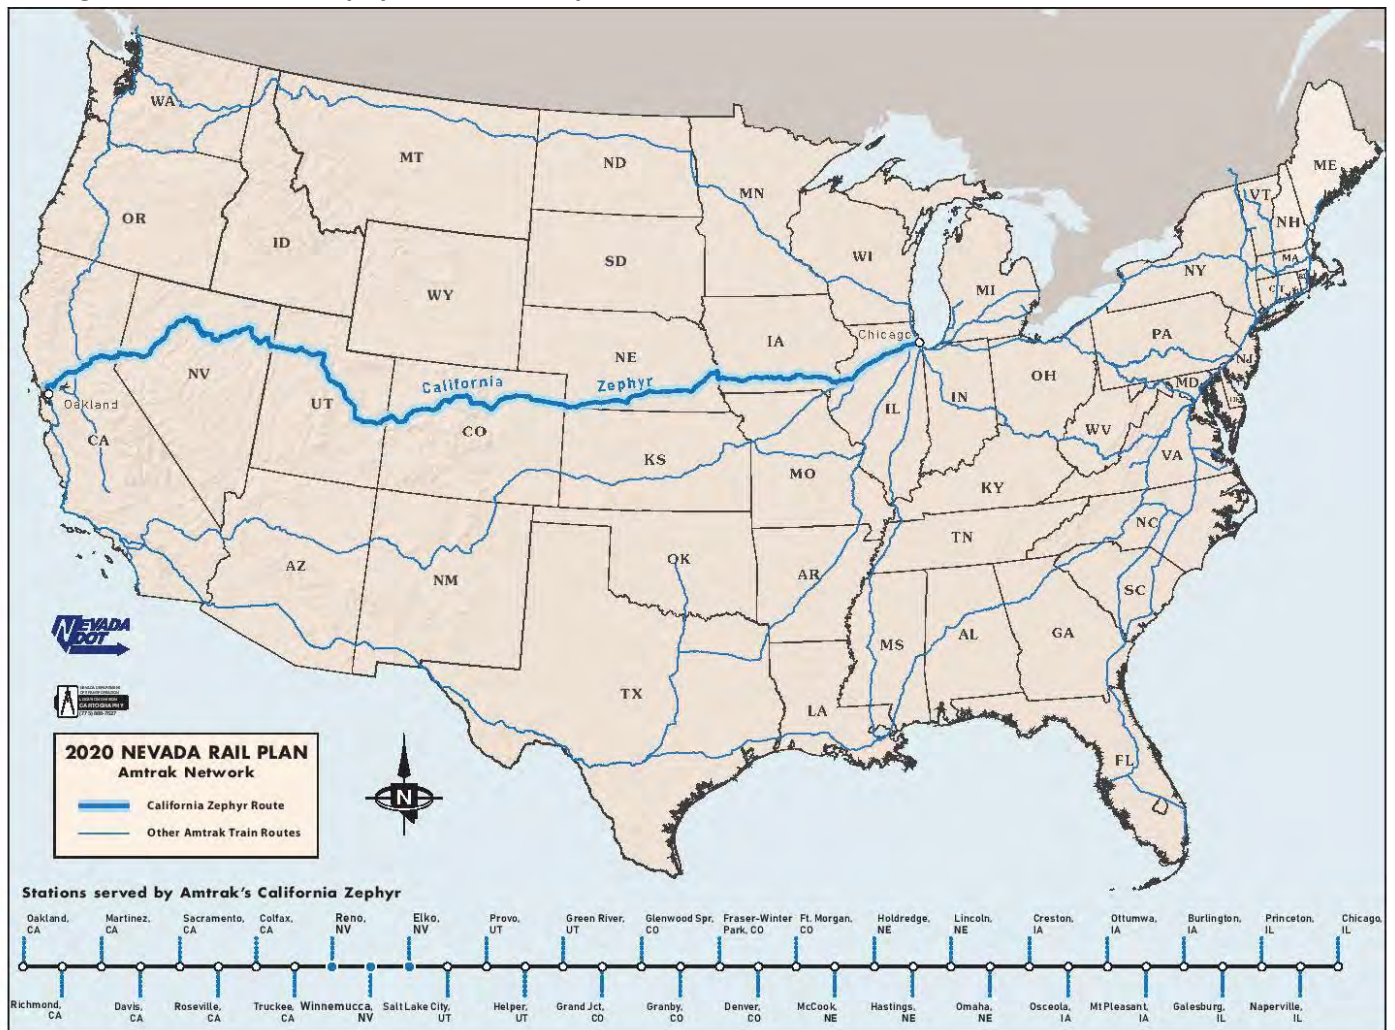 WA
MT
ND
MN
ME
VT
NH
OR
ID
SD
WI
MI
NY
MA
CT
RI
WY
IA
Chicago
PA
NJ
NV
NE
OH
MD
DE
California Zephyr
Oakland
UT
CO
IL
IN
WV
VA
CA
KS
MO
KY
NC
TN
AZ
NM
OK
AR
SC
MS
AL
GA
TX
LA
FL
NEVADA
DOT
CARTOGRAPHY
N
2020 NEVADA RAIL PLAN
Amtrak Network
California Zephyr Route
Other Amtrak Train Routes
Stations served by Amtrak's California Zephyr
Oakland, Martinez, Sacramento, Colfax, Reno, Elko, Provo, Green River, Glenwood Spr, Fraser-Winter Ft. Morgan, Holdredge, Lincoln, Creston, Ottumwa, Burlington, Princeton, Chicago,
CA CA CA CA NV NV UT UT CO Park, CO CO NE NE IA IA IA IL IL
Richmond, Davis, Roseville, Truckee, Winnemucca, Salt Lake City, Helper, Grand Jct, Granby, Denver, McCook, Hastings, Omaha, Osceola, Mt Pleasant, Galesburg, Naperville,
CA CA CA CA NV UT UT CO CO CO NE NE NE IA IA IL IL